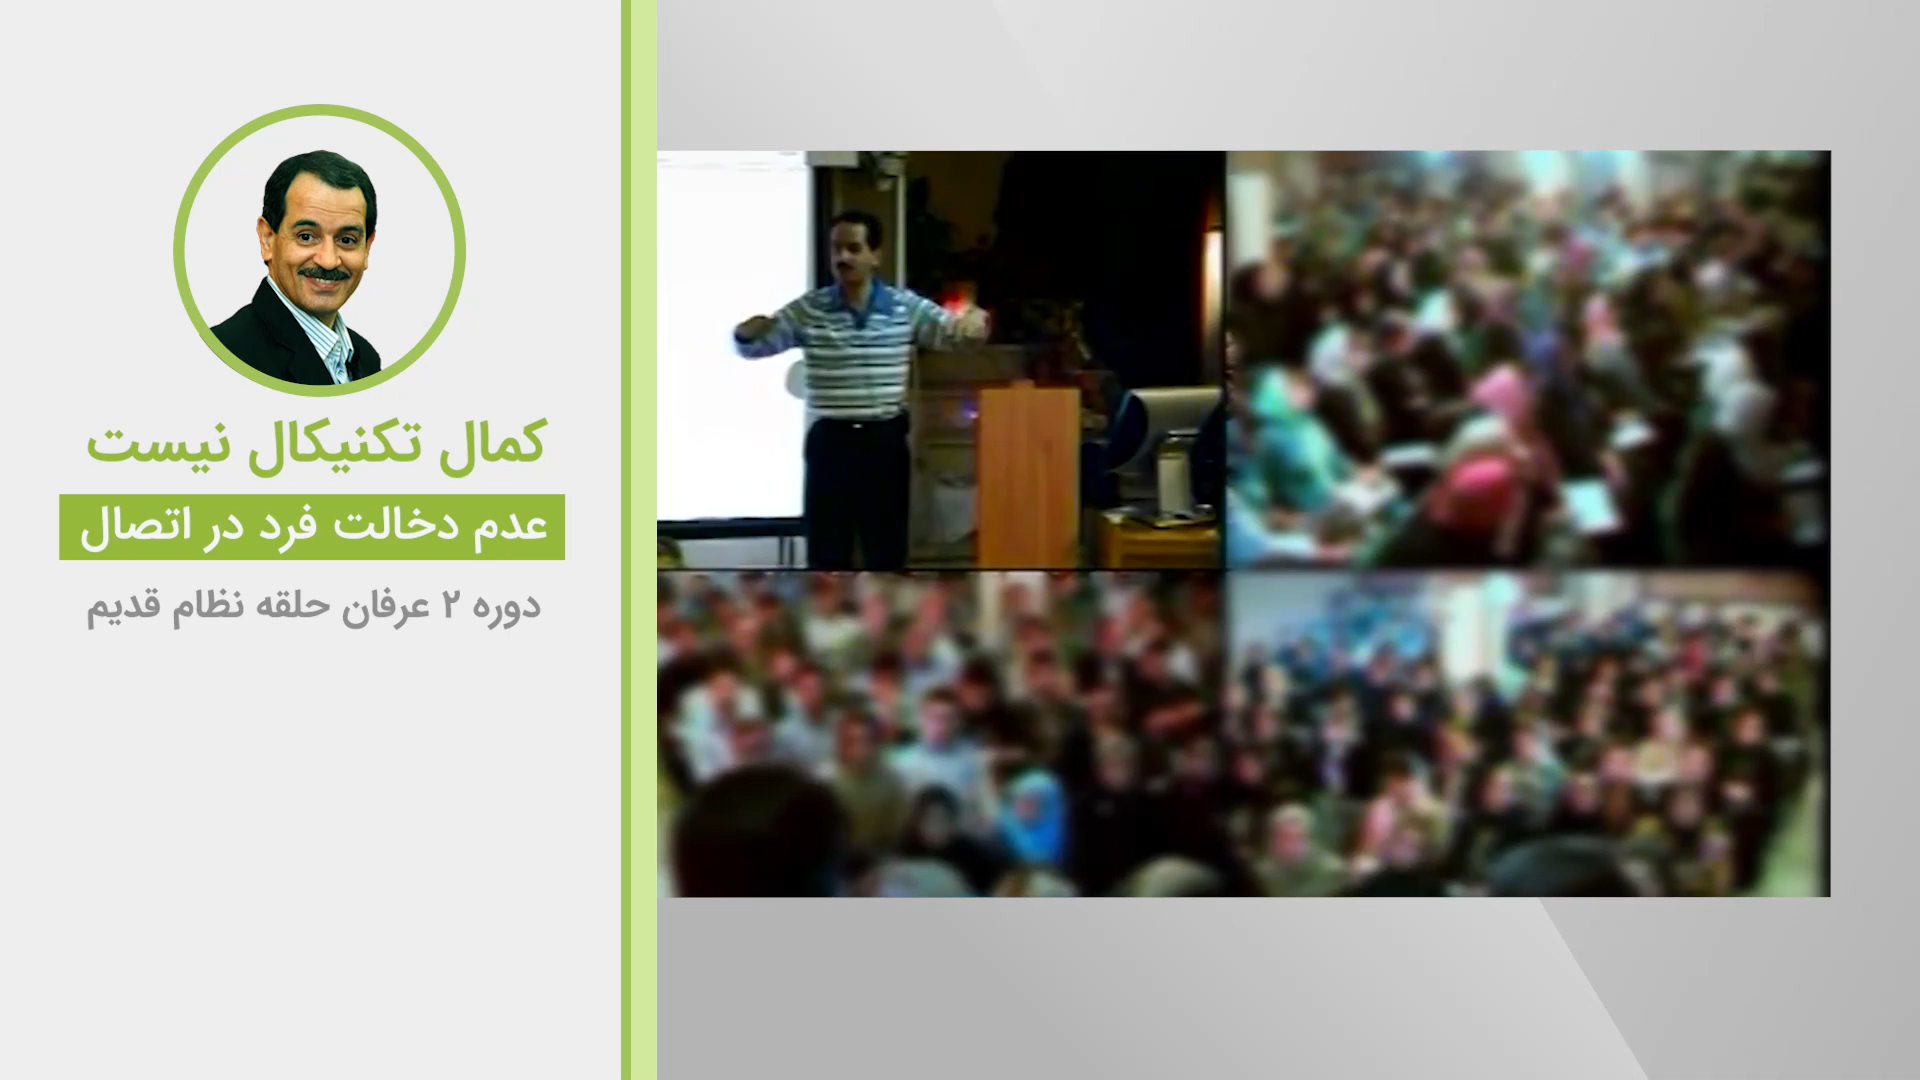 کمال تکنیکال نیست
عدم دخالت فرد در اتصال
دوره ۲ عرفان حلقه نظام قدیم